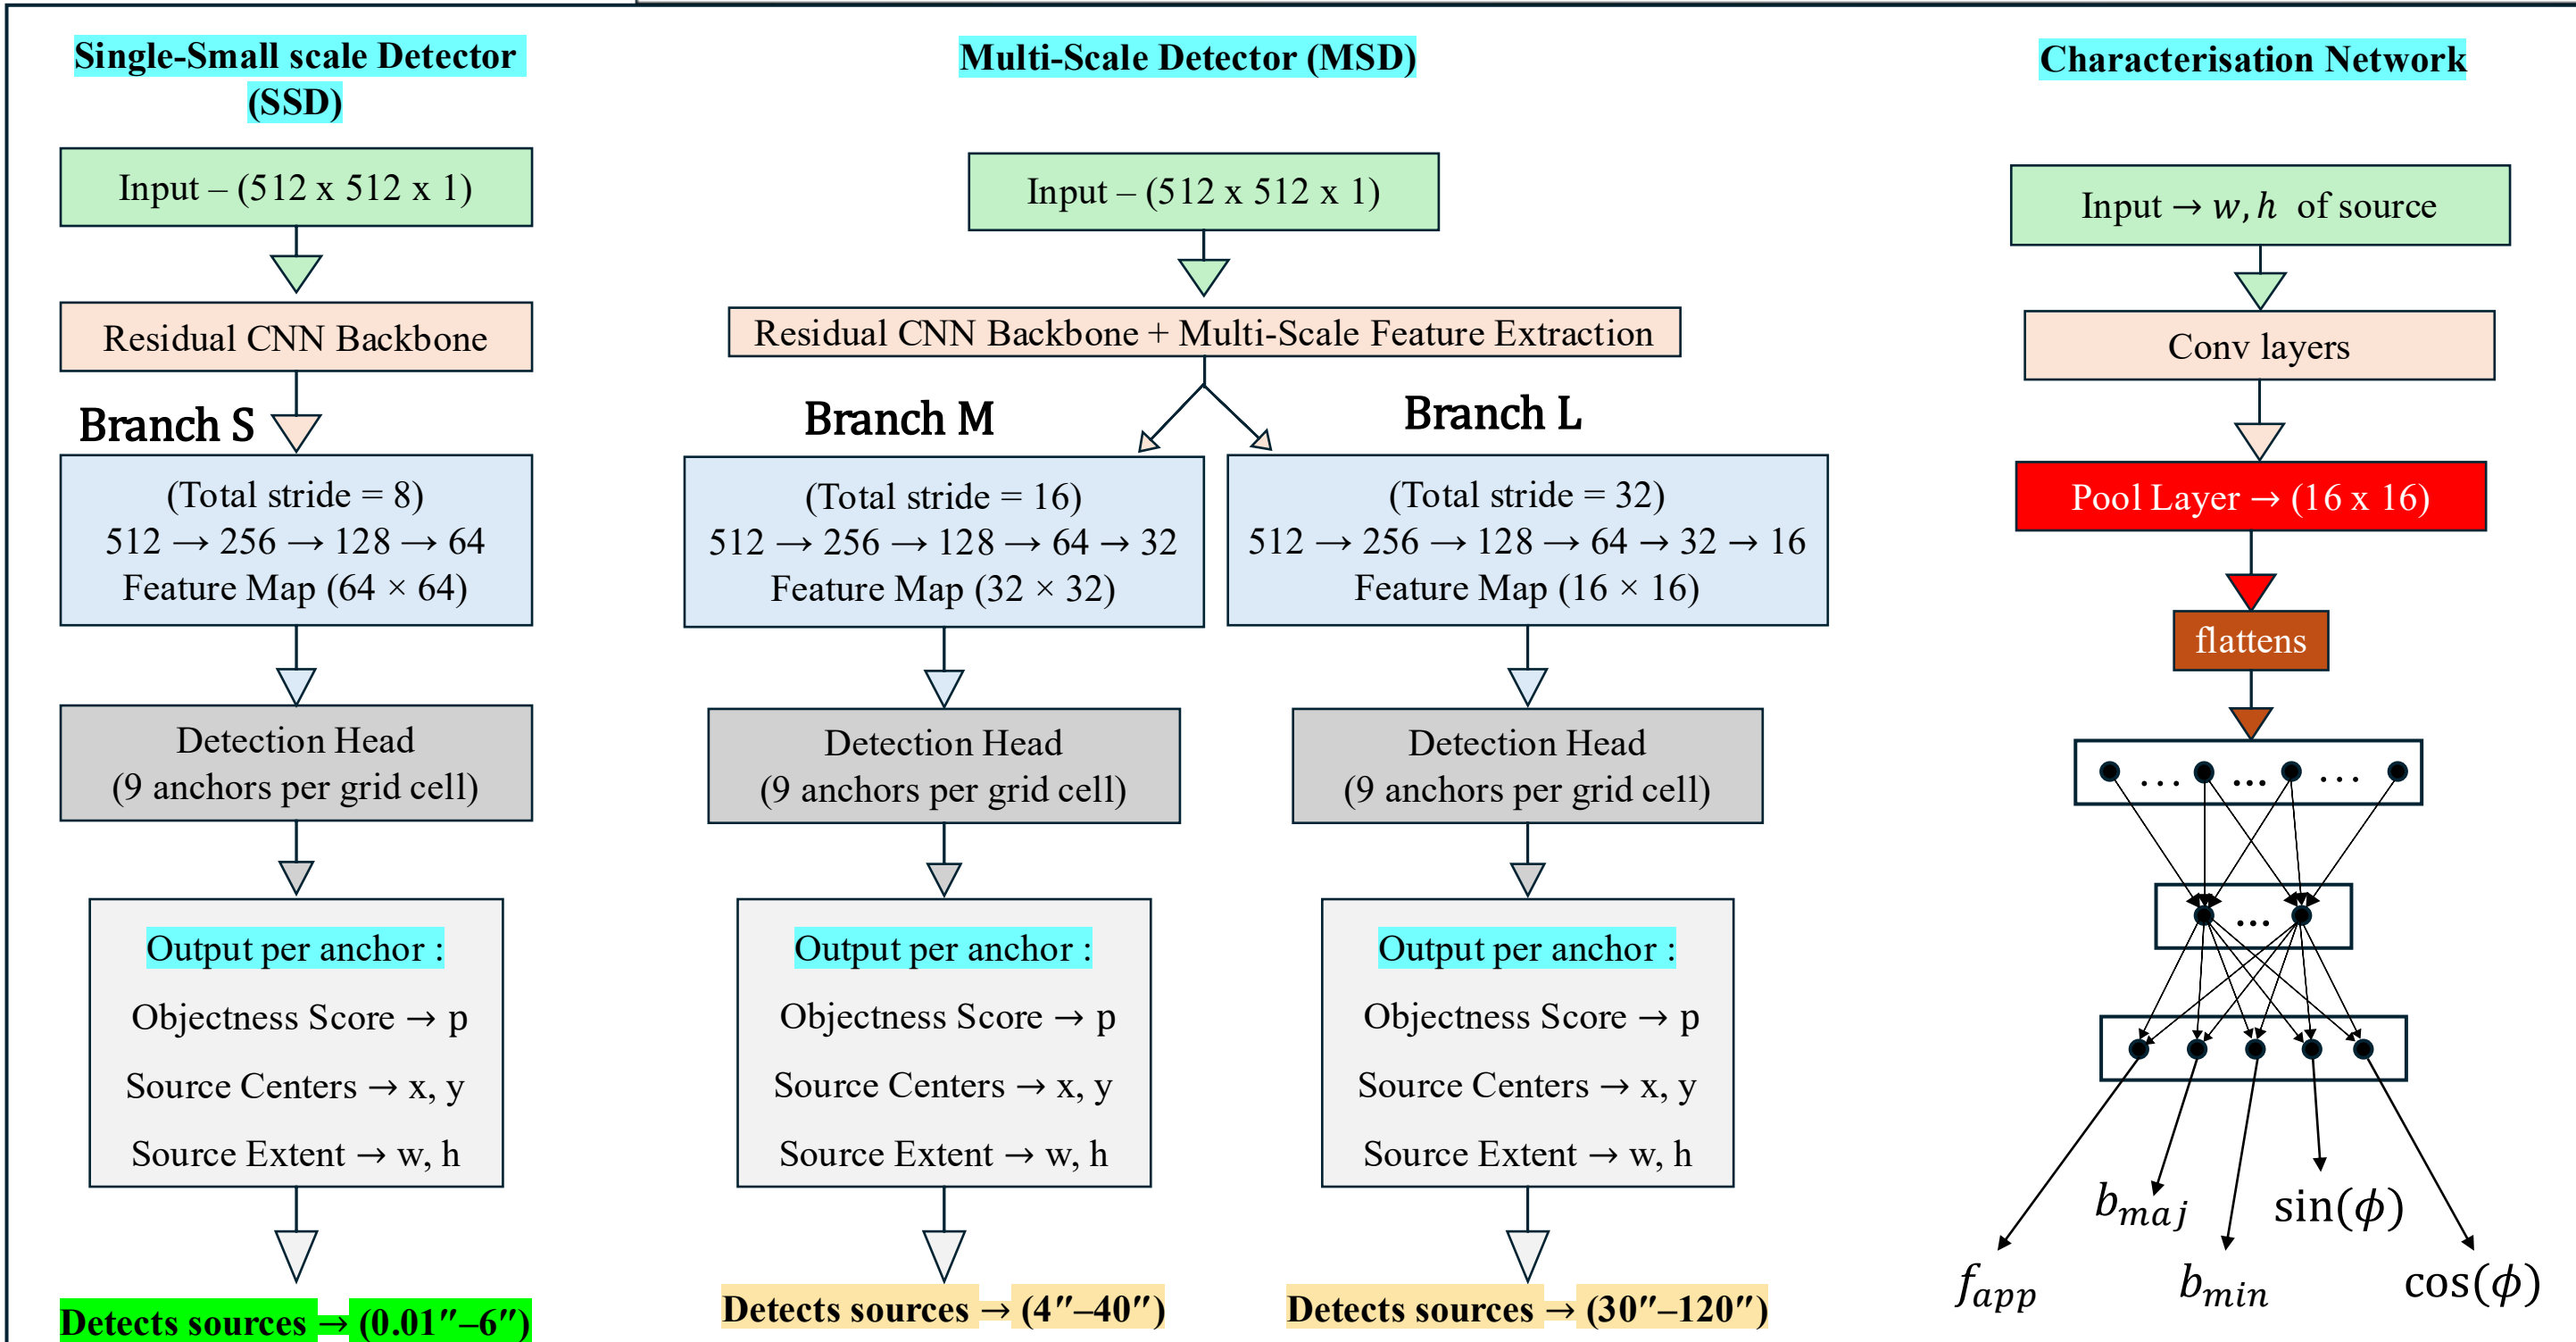 Single-Small scale Detector
(SSD)
Input – (512 x 512 x 1)
Residual CNN Backbone
Branch S
(Total stride = 8)
512 → 256 → 128 → 64
Feature Map (64 × 64)
Detection Head
(9 anchors per grid cell)
Output per anchor :
Objectness Score → p
Source Centers → x, y
Source Extent → w, h
Detects sources → (0.01″–6″)
Multi-Scale Detector (MSD)
Input – (512 x 512 x 1)
Residual CNN Backbone + Multi-Scale Feature Extraction
Branch M
(Total stride = 16)
512 → 256 → 128 → 64 → 32
Feature Map (32 × 32)
Detection Head
(9 anchors per grid cell)
Output per anchor :
Objectness Score → p
Source Centers → x, y
Source Extent → w, h
Detects sources → (4″–40″)
Branch L
(Total stride = 32)
512 → 256 → 128 → 64 → 32 → 16
Feature Map (16 × 16)
Detection Head
(9 anchors per grid cell)
Output per anchor :
Objectness Score → p
Source Centers → x, y
Source Extent → w, h
Detects sources → (30″–120″)
Characterisation Network
Input → w, h of source
Conv layers
Pool Layer → (16 x 16)
flattens
... ... ...
...
b_maj sin(ϕ)
f_app b_min cos(ϕ)